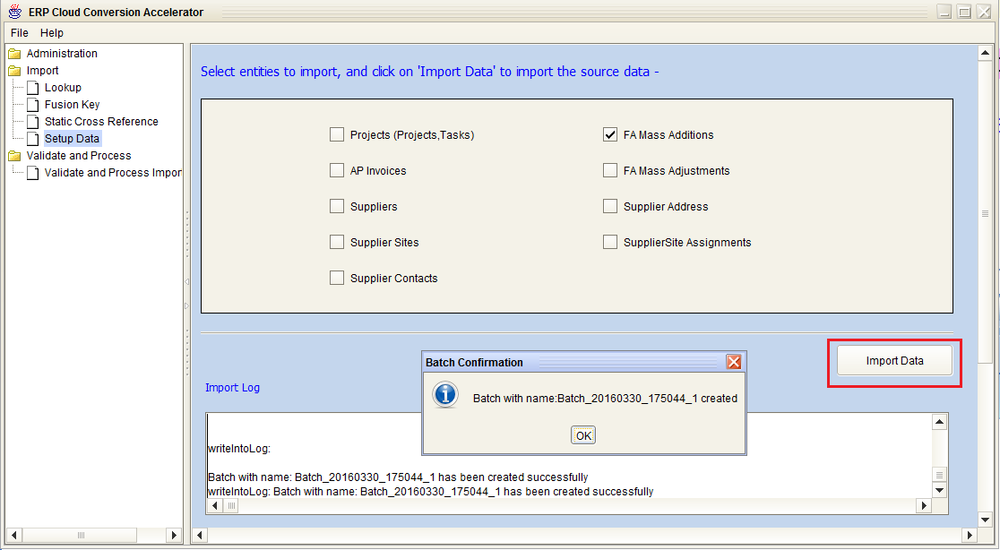 ERP Cloud Conversion Accelerator
File Help
Administration
Import
Lookup
Fusion Key
Static Cross Reference
Setup Data
Validate and Process
Validate and Process Impor
Select entities to import, and click on 'Import Data' to import the source data -
Projects (Projects,Tasks)
FA Mass Additions
AP Invoices
FA Mass Adjustments
Suppliers
Supplier Address
Supplier Sites
SupplierSite Assignments
Supplier Contacts
Import Data
Batch Confirmation
Batch with name:Batch_20160330_175044_1 created
OK
Import Log
writeIntoLog:
Batch with name: Batch_20160330_175044_1 has been created successfully
writeIntoLog: Batch with name: Batch_20160330_175044_1 has been created successfully